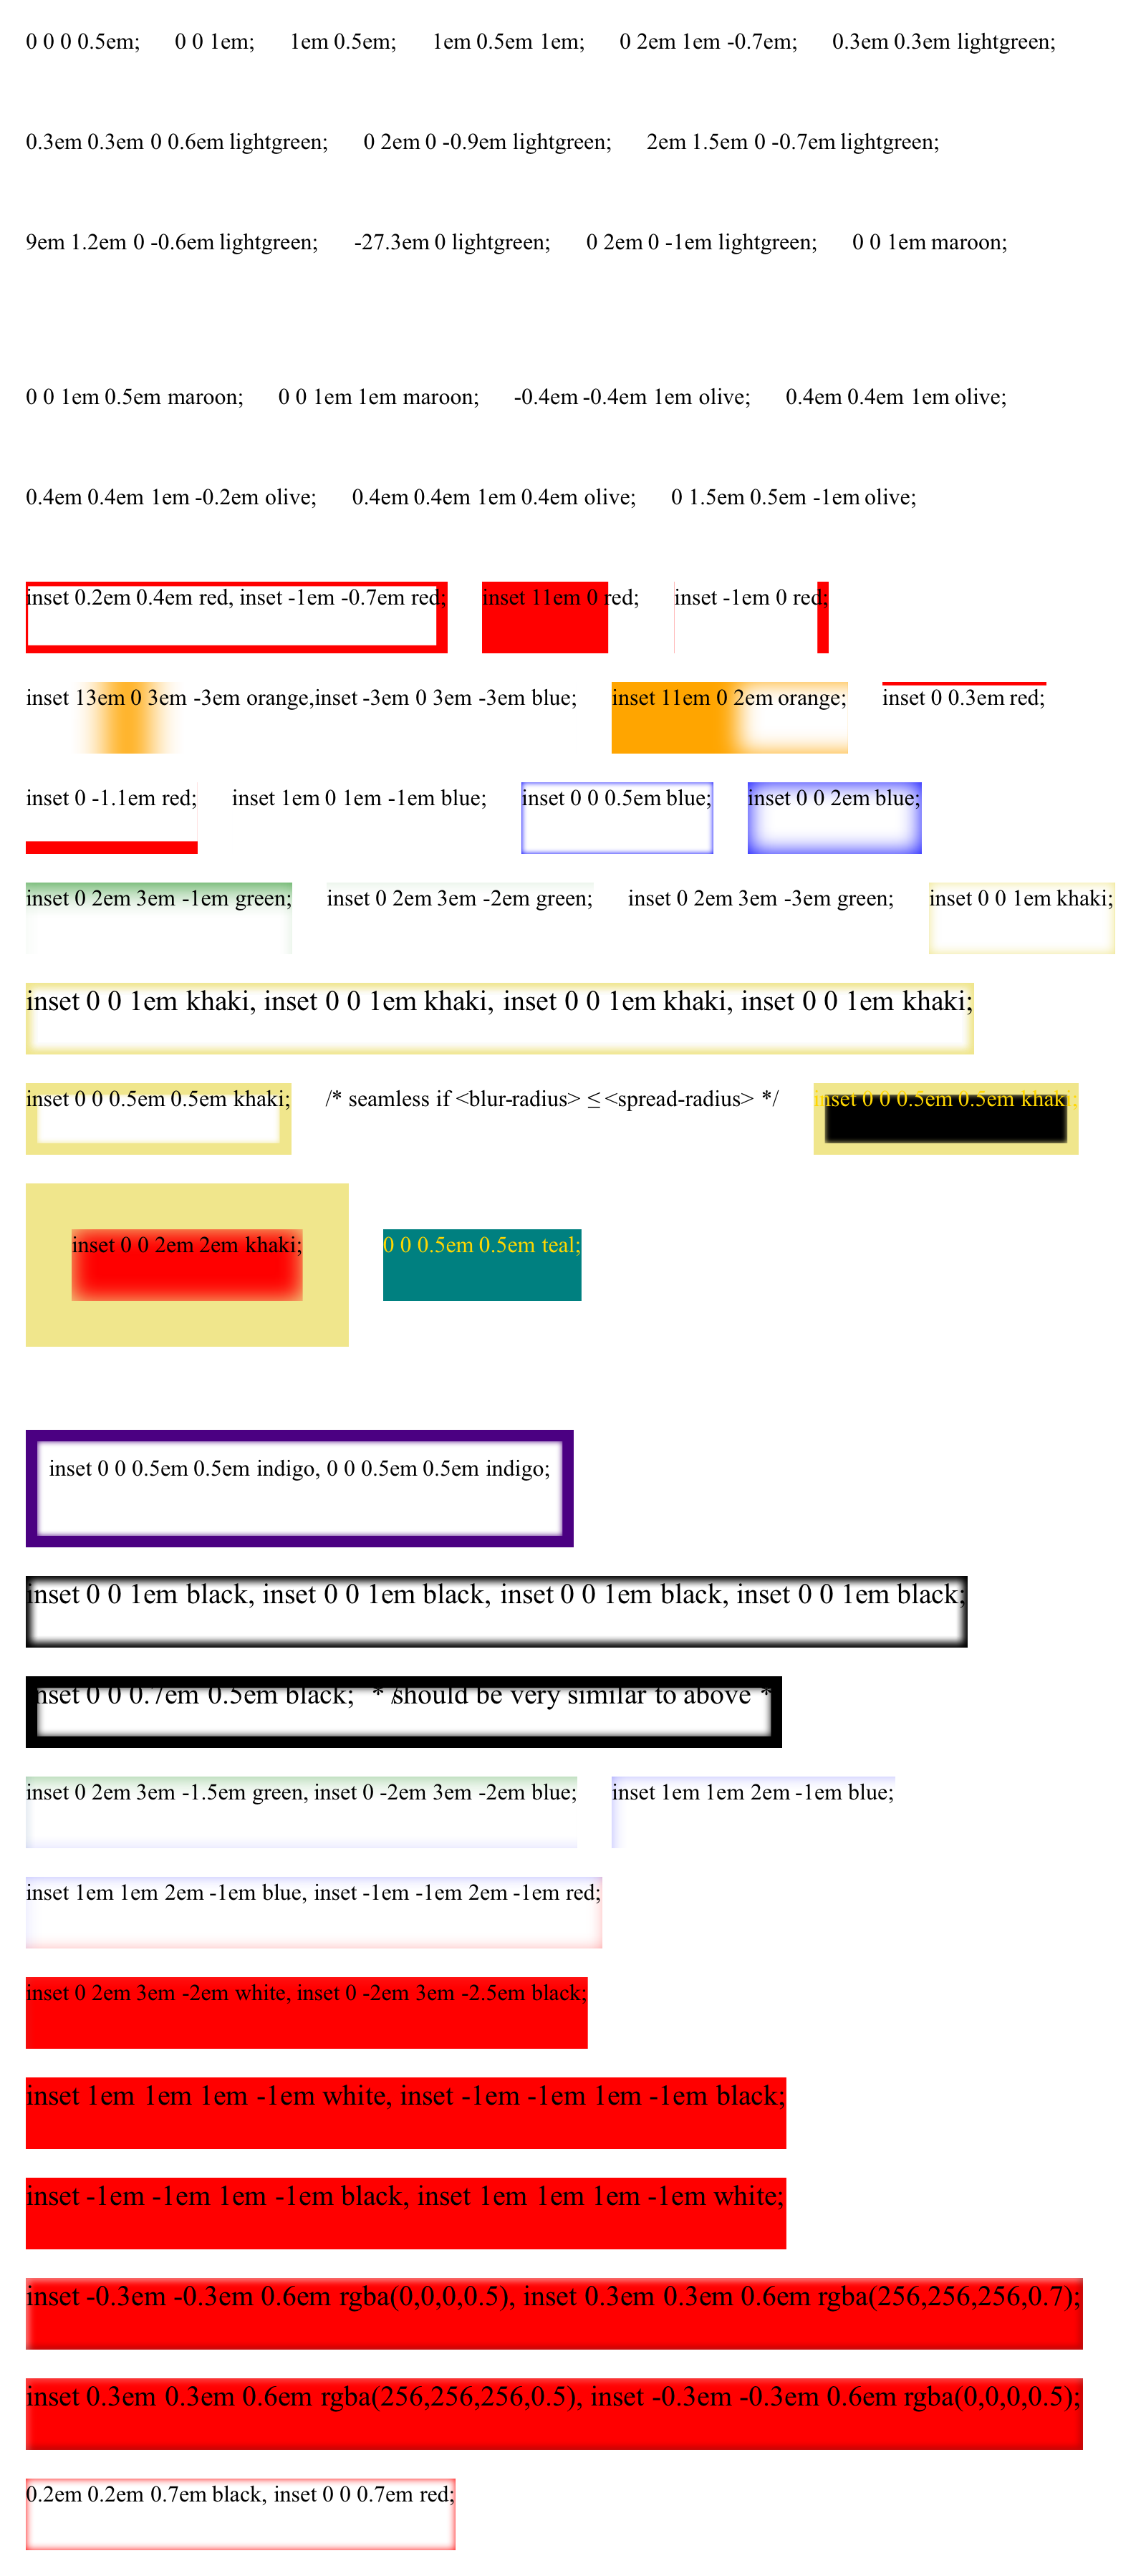 0 0 0 0.5em; 0 0 1em; 1em 0.5em; 1em 0.5em 1em; 0 2em 1em -0.7em; 0.3em 0.3em lightgreen;
0.3em 0.3em 0 0.6em lightgreen; 0 2em 0 -0.9em lightgreen; 2em 1.5em 0 -0.7em lightgreen;
9em 1.2em 0 -0.6em lightgreen; -27.3em 0 lightgreen; 0 2em 0 -1em lightgreen; 0 0 1em maroon;
0 0 1em 0.5em maroon; 0 0 1em 1em maroon; -0.4em -0.4em 1em olive; 0.4em 0.4em 1em olive;
0.4em 0.4em 1em -0.2em olive; 0.4em 0.4em 1em 0.4em olive; 0 1.5em 0.5em -1em olive;
inset 0.2em 0.4em red, inset -1em -0.7em red; inset 11em 0 red; inset -1em 0 red;
inset 13em 0 3em -3em orange,inset -3em 0 3em -3em blue; inset 11em 0 2em orange; inset 0 0.3em red;
inset 0 -1.1em red; inset 1em 0 1em -1em blue; inset 0 0 0.5em blue; inset 0 0 2em blue;
inset 0 2em 3em -1em green; inset 0 2em 3em -2em green; inset 0 2em 3em -3em green; inset 0 0 1em khaki;
inset 0 0 1em khaki, inset 0 0 1em khaki, inset 0 0 1em khaki, inset 0 0 1em khaki;
inset 0 0 0.5em 0.5em khaki; /* seamless if <blur-radius> ≤ <spread-radius> */ inset 0 0 0.5em 0.5em khaki;
inset 0 0 2em 2em khaki; 0 0 0.5em 0.5em teal;
inset 0 0 0.5em 0.5em indigo, 0 0 0.5em 0.5em indigo;
inset 0 0 1em black, inset 0 0 1em black, inset 0 0 1em black, inset 0 0 1em black;
inset 0 0 0.7em 0.5em black; * /should be very similar to above *
inset 0 2em 3em -1.5em green, inset 0 -2em 3em -2em blue; inset 1em 1em 2em -1em blue;
inset 1em 1em 2em -1em blue, inset -1em -1em 2em -1em red;
inset 0 2em 3em -2em white, inset 0 -2em 3em -2.5em black;
inset 1em 1em 1em -1em white, inset -1em -1em 1em -1em black;
inset -1em -1em 1em -1em black, inset 1em 1em 1em -1em white;
inset -0.3em -0.3em 0.6em rgba(0,0,0,0.5), inset 0.3em 0.3em 0.6em rgba(256,256,256,0.7);
inset 0.3em 0.3em 0.6em rgba(256,256,256,0.5), inset -0.3em -0.3em 0.6em rgba(0,0,0,0.5);
0.2em 0.2em 0.7em black, inset 0 0 0.7em red;